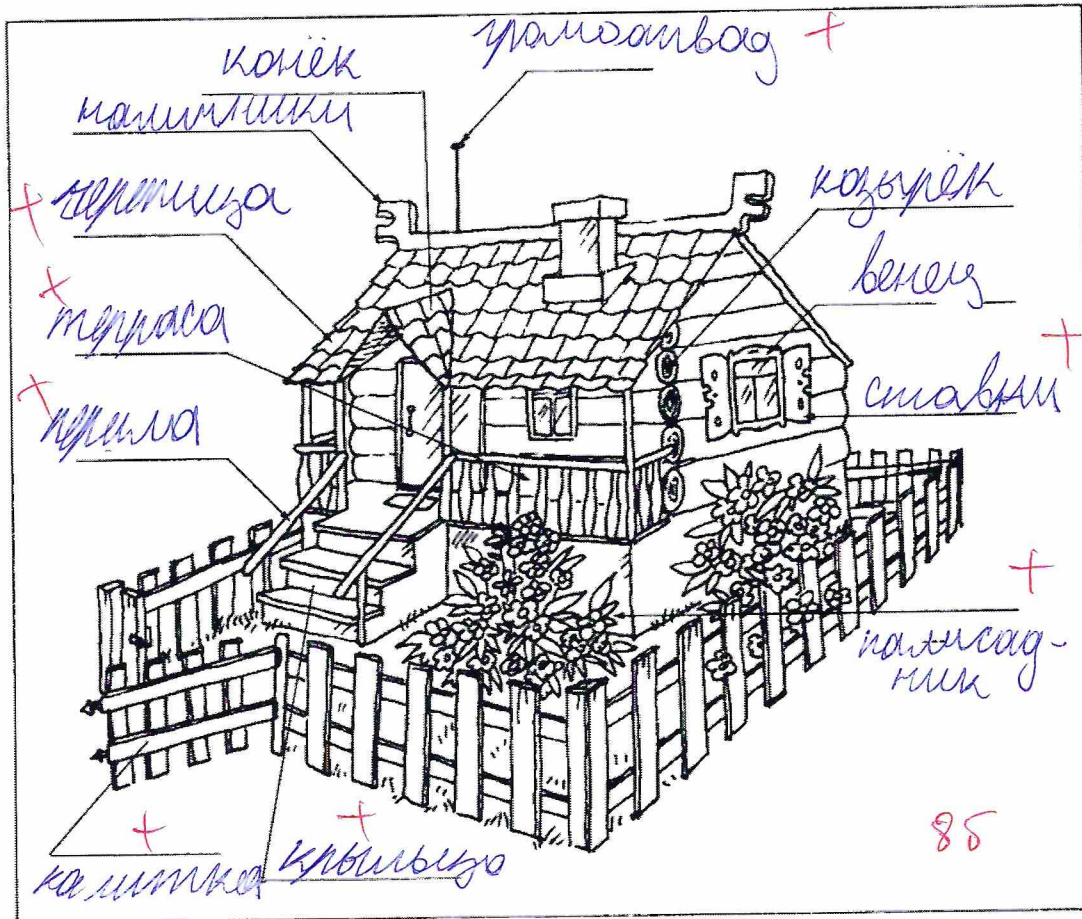 громоотвод +
конёк
наличники
+ черепица
козырёк
венец
+ терраса
ставни +
+ перила
+
палисад-
ник
+ +
калитка крыльцо
8б